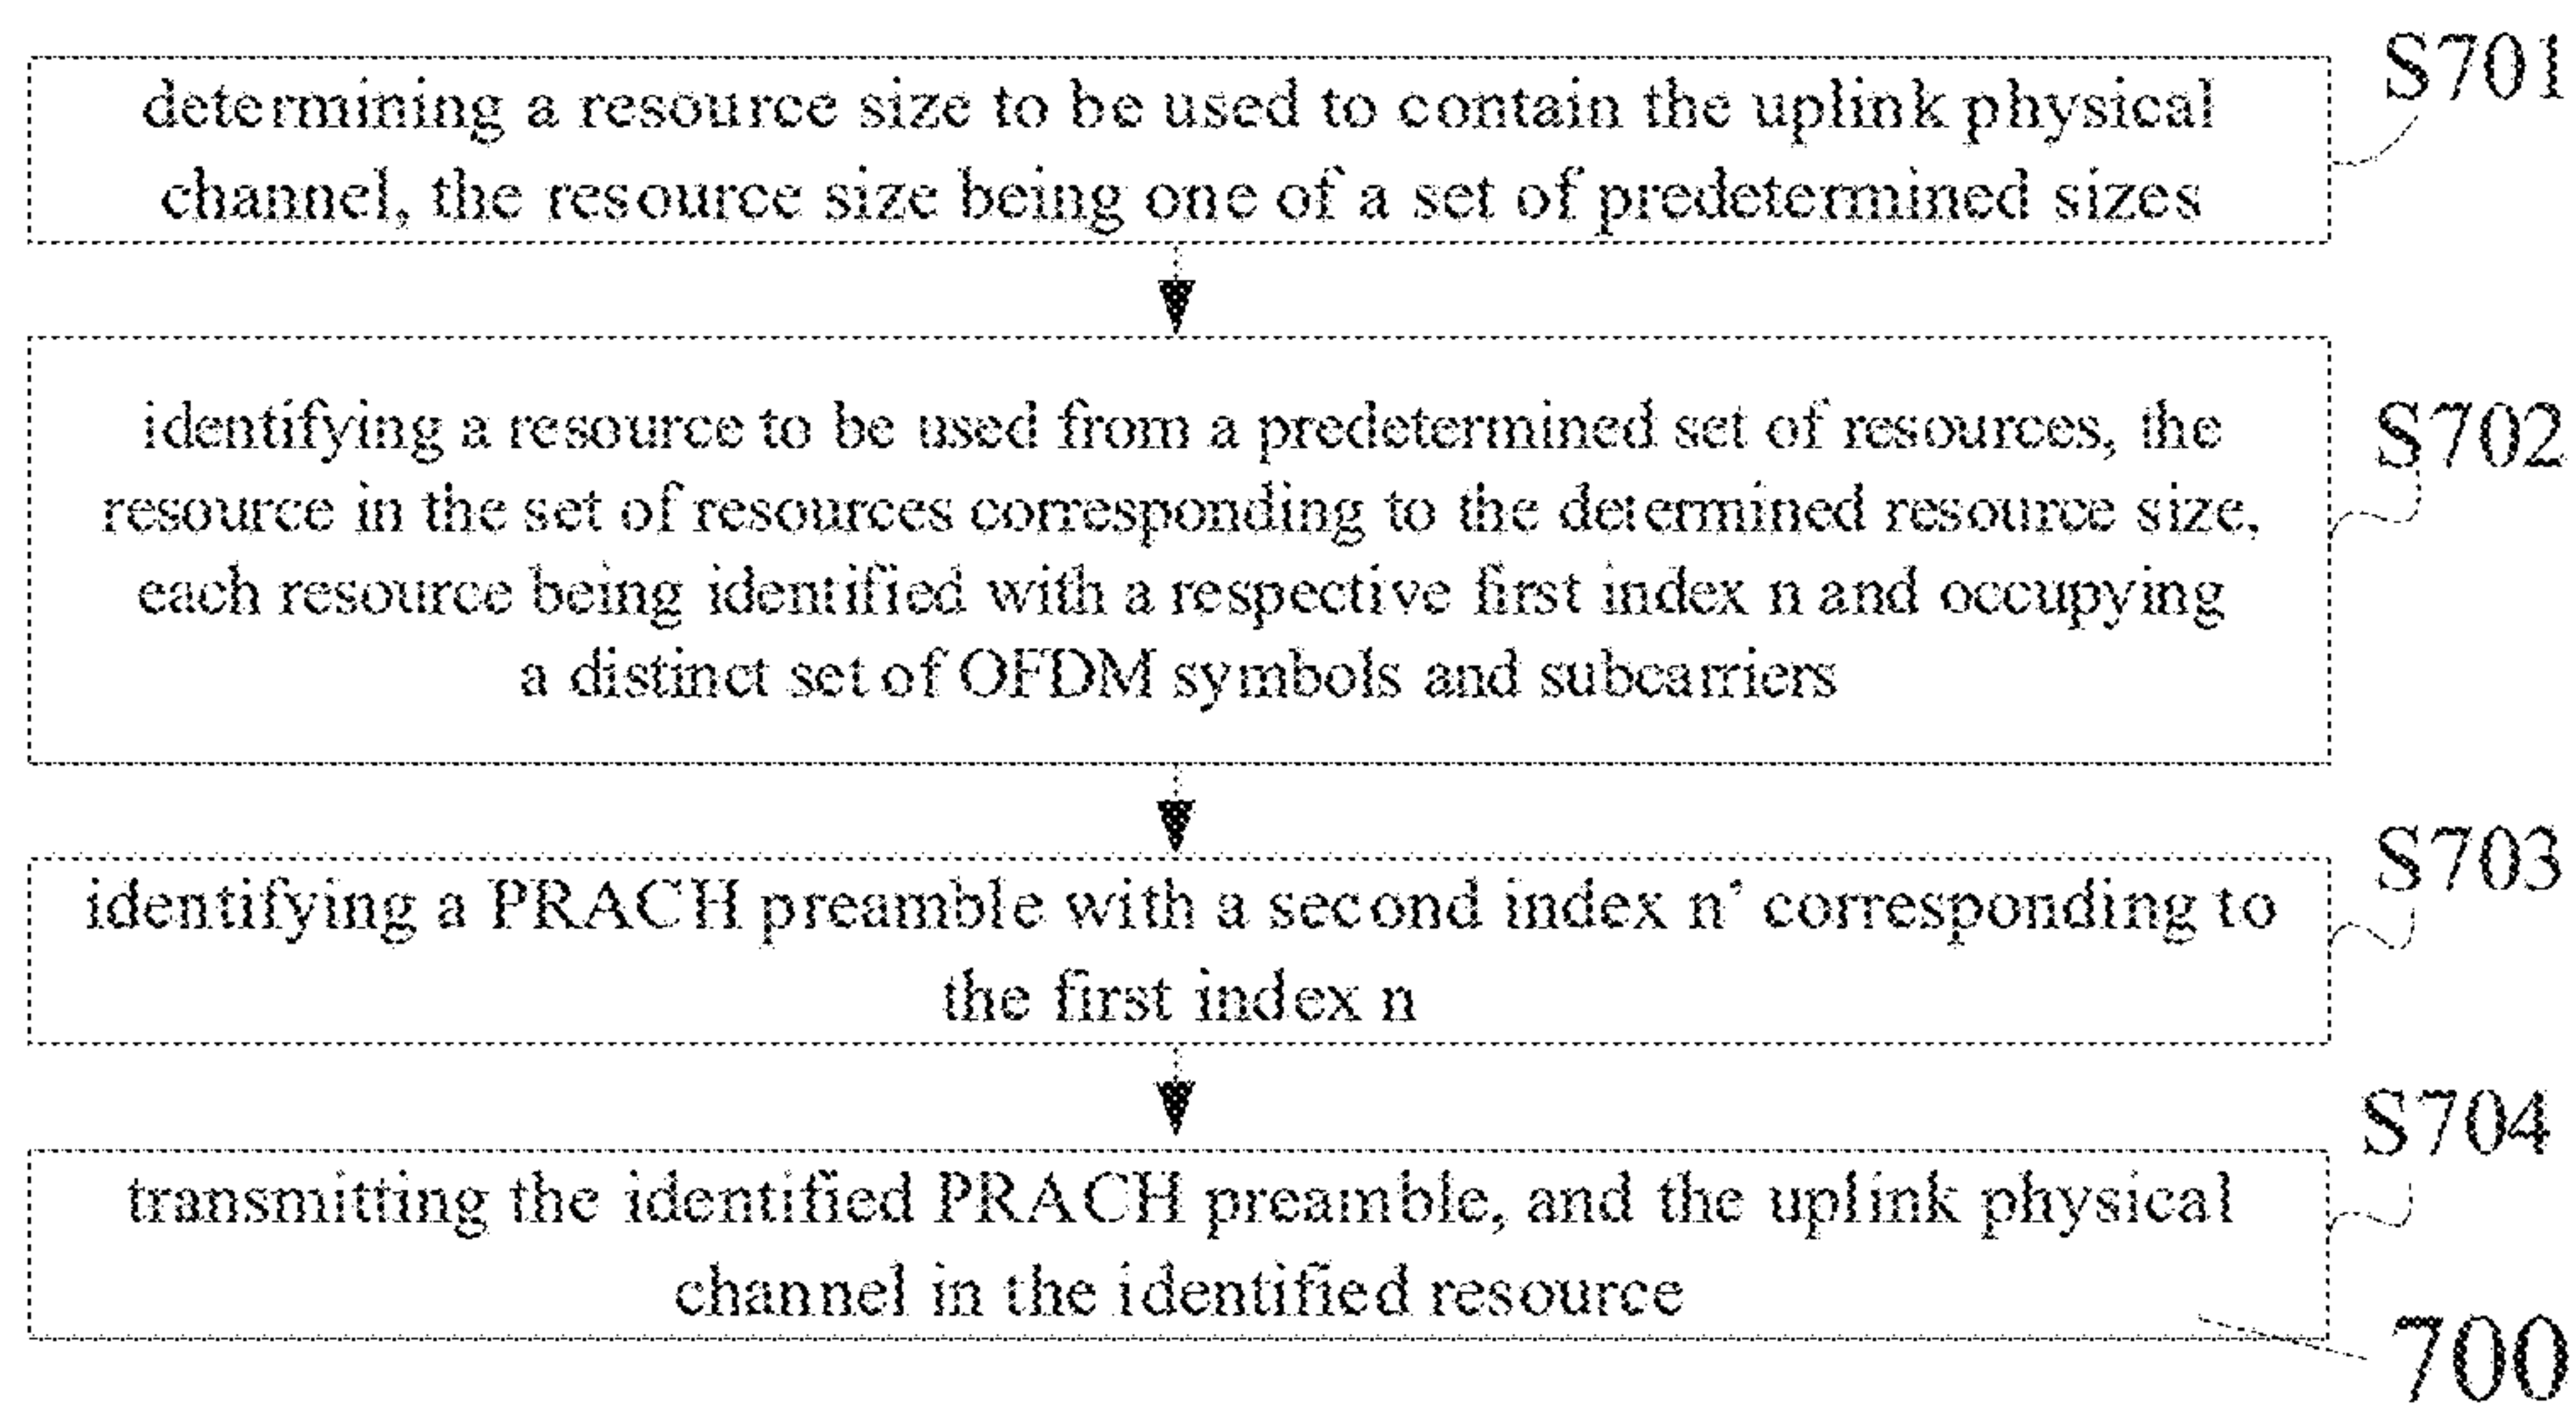 S701
determining a resource size to be used to contain the uplink physical
channel, the resource size being one of a set of predetermined sizes
S702
identifying a resource to be used from a predetermined set of resources, the
resource in the set of resources corresponding to the determined resource size,
each resource being identified with a respective first index n and occupying
a distinct set of OFDM symbols and subcarriers
S703
identifying a PRACH preamble with a second index n' corresponding to
the first index n
S704
transmitting the identified PRACH preamble, and the uplink physical
channel in the identified resource
700